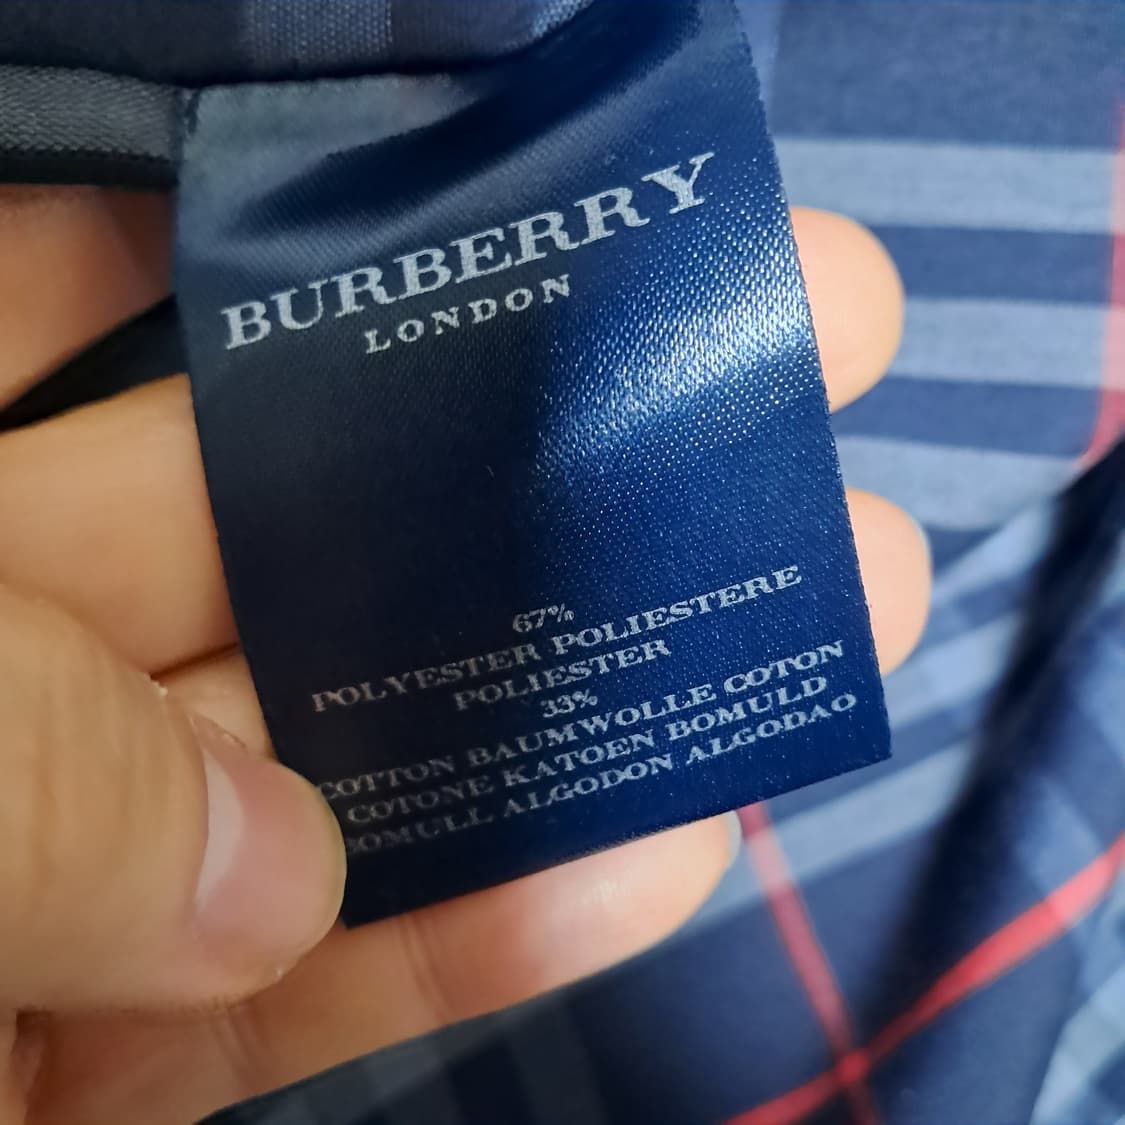 BURBERRY
LONDON
67%
POLYESTER POLIESTERE
POLIESTER
33%
COTTON BAUMWOLLE COTON
COTONE KATOEN BOMULD
BOMULL ALGODON ALGODAO